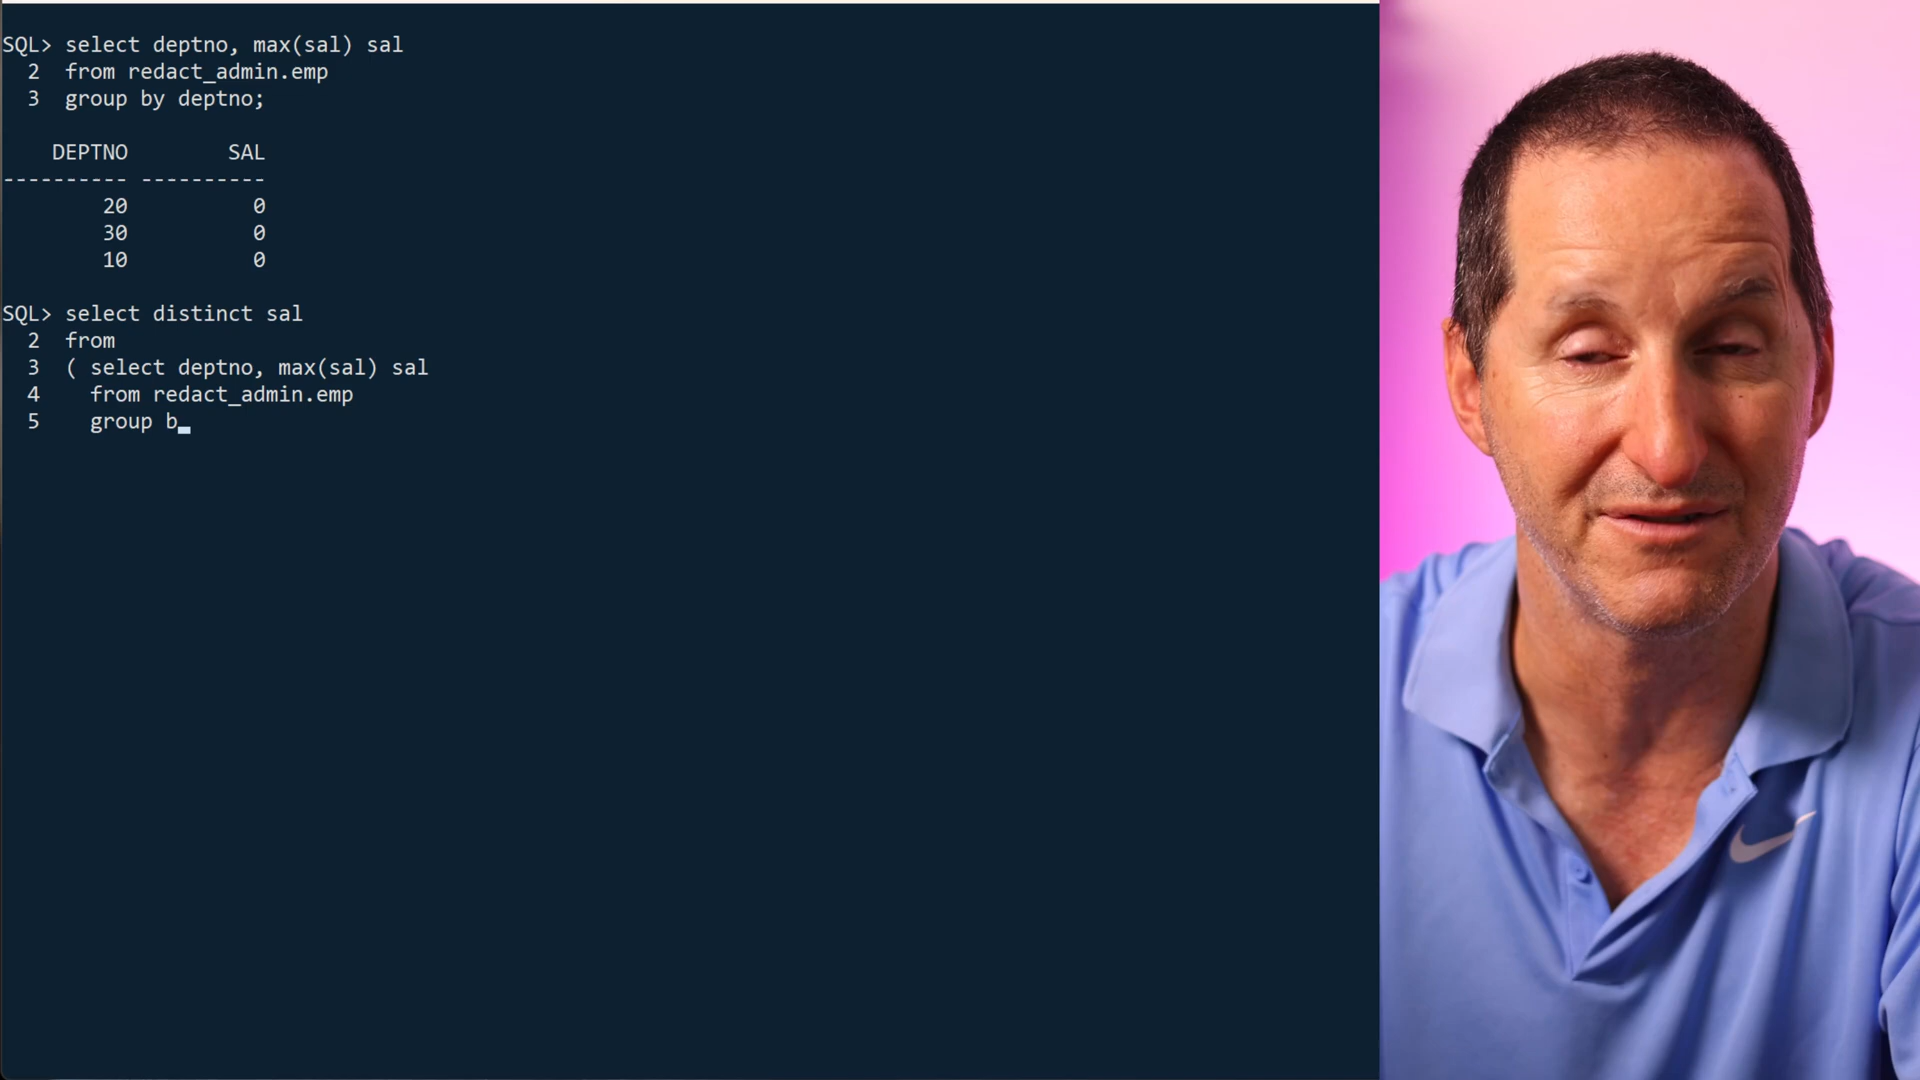 SQL> select deptno, max(sal) sal
  2  from redact_admin.emp
  3  group by deptno;
    DEPTNO        SAL
---------- ----------
        20          0
        30          0
        10          0
SQL> select distinct sal
  2  from
  3  ( select deptno, max(sal) sal
  4    from redact_admin.emp
  5    group b